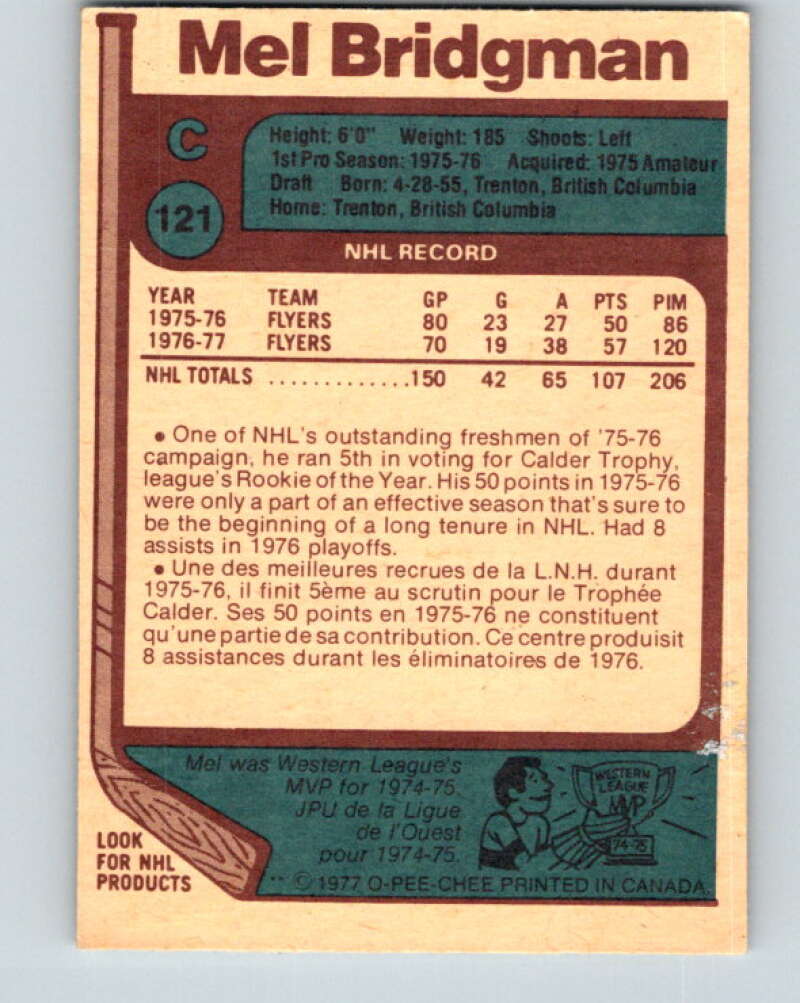 Mel Bridgman
C
121
Height: 6'0" Weight: 185 Shoots: Left
1st Pro Season: 1975-76 Acquired: 1975 Amateur
Draft Born: 4-28-55, Trenton, British Columbia
Home: Trenton, British Columbia
NHL RECORD
YEAR TEAM GP G A PTS PIM
1975-76 FLYERS 80 23 27 50 86
1976-77 FLYERS 70 19 38 57 120
NHL TOTALS .............150 42 65 107 206
• One of NHL's outstanding freshmen of '75-76
campaign, he ran 5th in voting for Calder Trophy,
league's Rookie of the Year. His 50 points in 1975-76
were only a part of an effective season that's sure to
be the beginning of a long tenure in NHL. Had 8
assists in 1976 playoffs.
• Une des meilleures recrues de la L.N.H. durant
1975-76, il finit 5ème au scrutin pour le Trophée
Calder. Ses 50 points en 1975-76 ne constituent
qu'une partie de sa contribution. Ce centre produisit
8 assistances durant les éliminatoires de 1976.
Mel was Western League's
MVP for 1974-75.
JPU de la Ligue
de l'Ouest
pour 1974-75.
WESTERN
LEAGUE
MVP
74-75
LOOK
FOR NHL
PRODUCTS
** © 1977 O-PEE-CHEE PRINTED IN CANADA